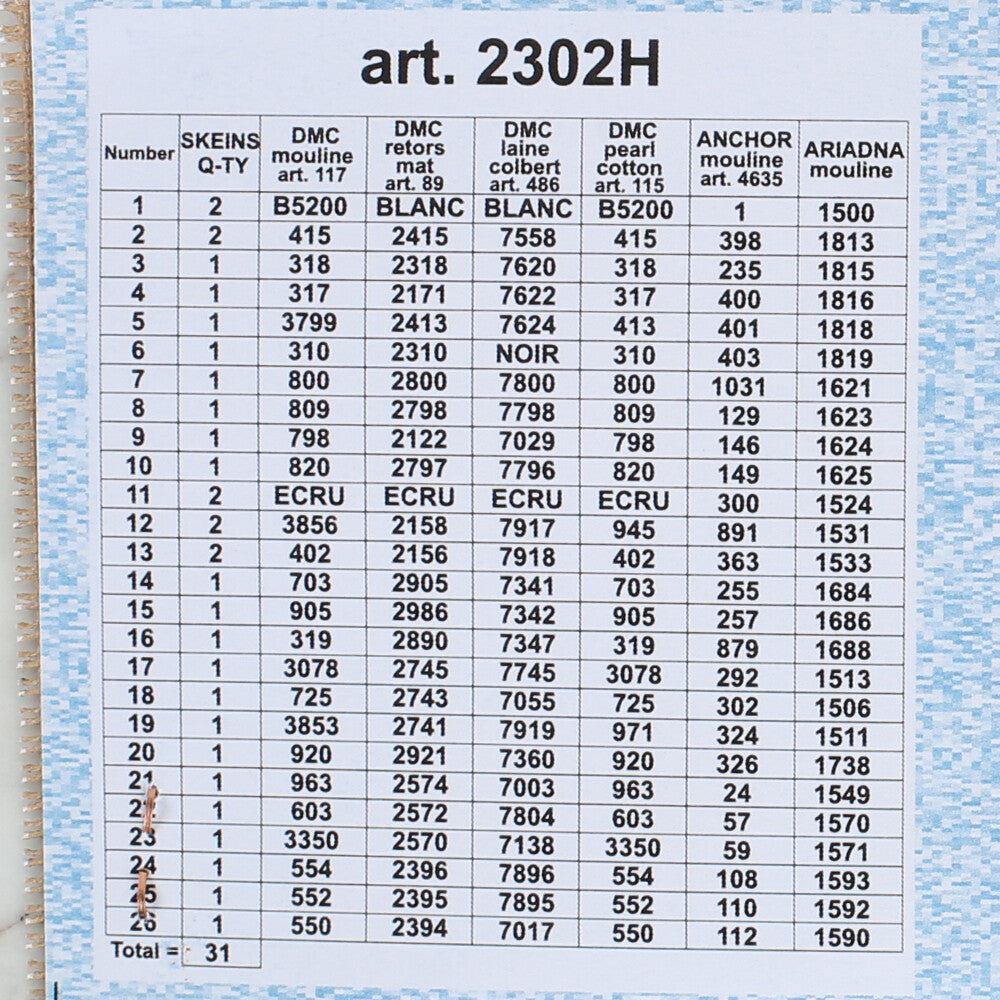 art. 2302H
Number SKEINS Q-TY DMC mouline art. 117 DMC retors mat art. 89 DMC laine colbert art. 486 DMC pearl cotton art. 115 ANCHOR mouline art. 4635 ARIADNA mouline
1 2 B5200 BLANC BLANC B5200 1 1500
2 2 415 2415 7558 415 398 1813
3 1 318 2318 7620 318 235 1815
4 1 317 2171 7622 317 400 1816
5 1 3799 2413 7624 413 401 1818
6 1 310 2310 NOIR 310 403 1819
7 1 800 2800 7800 800 1031 1621
8 1 809 2798 7798 809 129 1623
9 1 798 2122 7029 798 146 1624
10 1 820 2797 7796 820 149 1625
11 2 ECRU ECRU ECRU ECRU 300 1524
12 2 3856 2158 7917 945 891 1531
13 2 402 2156 7918 402 363 1533
14 1 703 2905 7341 703 255 1684
15 1 905 2986 7342 905 257 1686
16 1 319 2890 7347 319 879 1688
17 1 3078 2745 7745 3078 292 1513
18 1 725 2743 7055 725 302 1506
19 1 3853 2741 7919 971 324 1511
20 1 920 2921 7360 920 326 1738
21 1 963 2574 7003 963 24 1549
22 1 603 2572 7804 603 57 1570
23 1 3350 2570 7138 3350 59 1571
24 1 554 2396 7896 554 108 1593
25 1 552 2395 7895 552 110 1592
26 1 550 2394 7017 550 112 1590
Total = 31